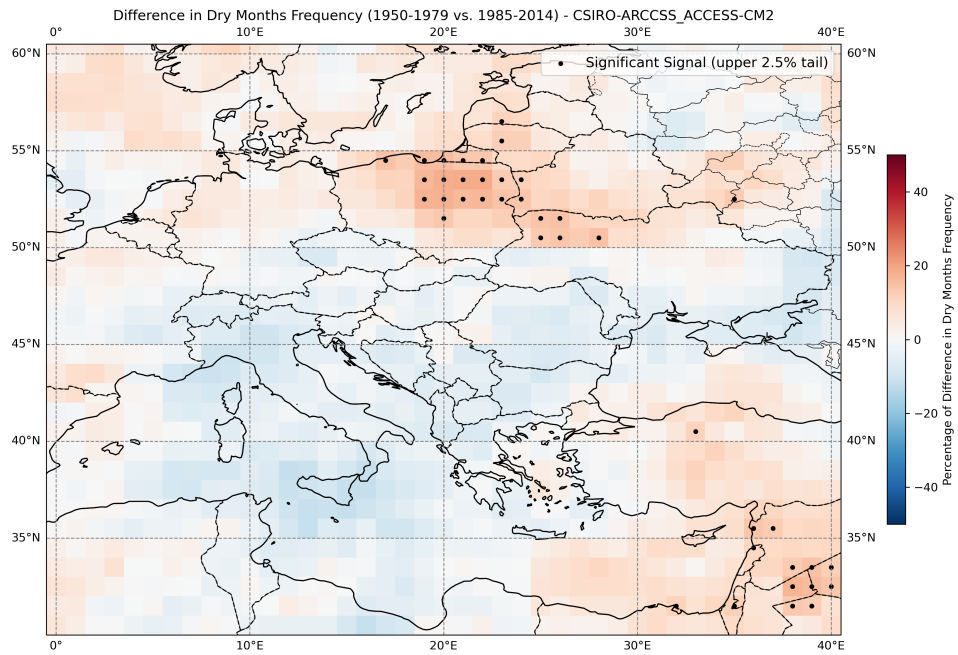 Difference in Dry Months Frequency (1950-1979 vs. 1985-2014) - CSIRO-ARCCSS_ACCESS-CM2
0° 10° 20° 30° 40°
60°N 60°N
Significant Signal (upper 2.5% tail)
55°N 55°N
50°N 50°N
45°N 45°N
40°N 40°N
35°N 35°N
0° 10° 20° 30° 40°
40
20
0
−20
−40
Percentage of Difference in Dry Months Frequency